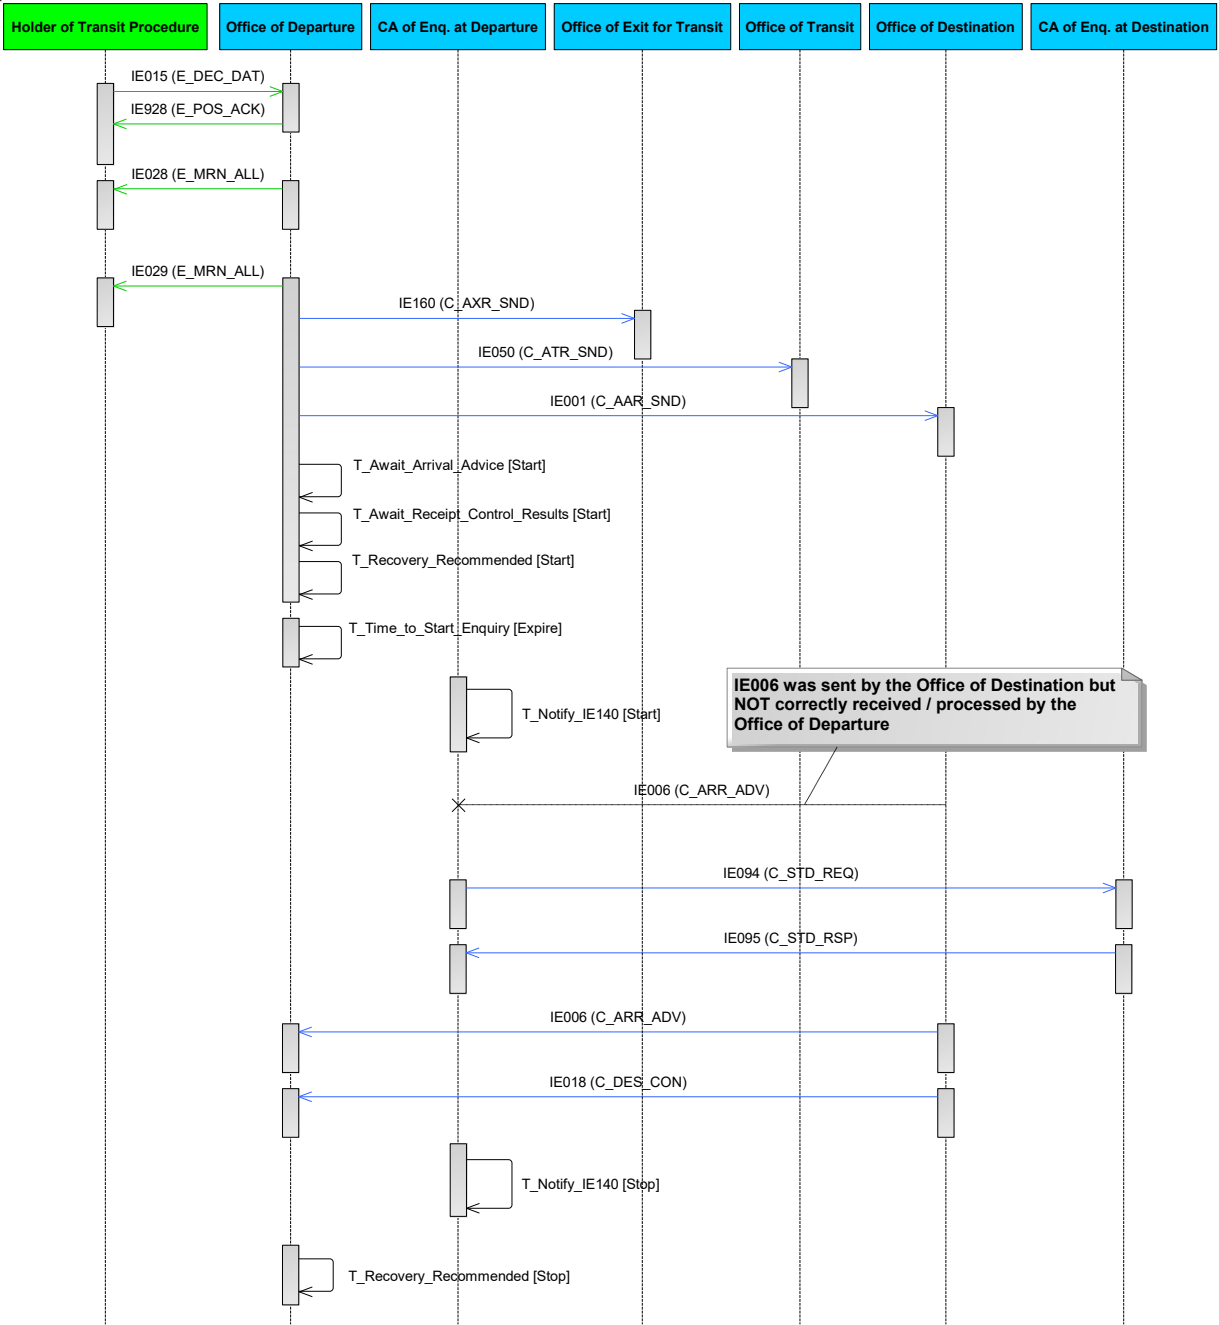 Holder of Transit Procedure
Office of Departure
CA of Enq. at Departure
Office of Exit for Transit
Office of Transit
Office of Destination
CA of Enq. at Destination
IE015 (E_DEC_DAT)
IE928 (E_POS_ACK)
IE028 (E_MRN_ALL)
IE029 (E_MRN_ALL)
IE160 (C_AXR_SND)
IE050 (C_ATR_SND)
IE001 (C_AAR_SND)
T_Await_Arrival_Advice [Start]
T_Await_Receipt_Control_Results [Start]
T_Recovery_Recommended [Start]
T_Time_to_Start_Enquiry [Expire]
T_Notify_IE140 [Start]
IE006 was sent by the Office of Destination but
NOT correctly received / processed by the
Office of Departure
IE006 (C_ARR_ADV)
IE094 (C_STD_REQ)
IE095 (C_STD_RSP)
IE006 (C_ARR_ADV)
IE018 (C_DES_CON)
T_Notify_IE140 [Stop]
T_Recovery_Recommended [Stop]